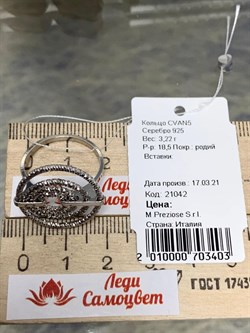 Кольцо CVANS
Серебро 925
Вес: 3,22 г
Р-р. 18,5 Покр.: родий
Вставки:
Дата произв.: 17.03.21
Код: 21042
Цена:
M Preziose S.r.l.
Страна: Италия
2 010000 703403
Леди
Самоцвет
ГОСТ 17435
Леди
Самоцвет